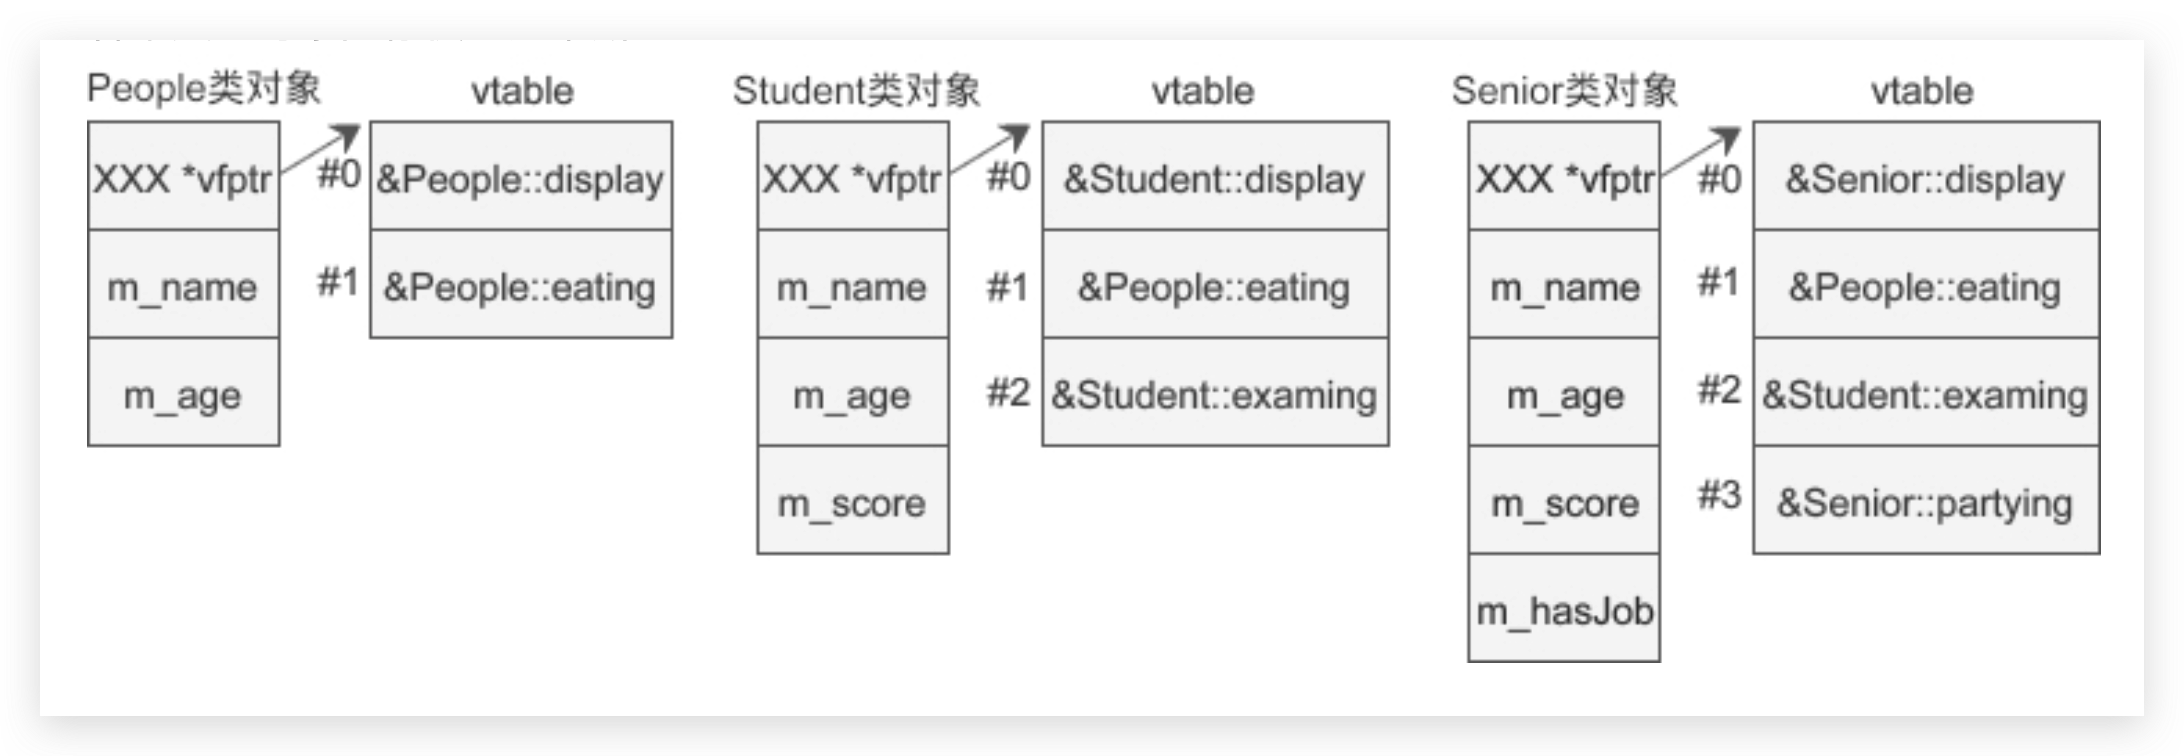 People类对象 vtable
XXX *vfptr #0 &People::display
m_name #1 &People::eating
m_age
Student类对象 vtable
XXX *vfptr #0 &Student::display
m_name #1 &People::eating
m_age #2 &Student::examing
m_score
Senior类对象 vtable
XXX *vfptr #0 &Senior::display
m_name #1 &People::eating
m_age #2 &Student::examing
m_score #3 &Senior::partying
m_hasJob